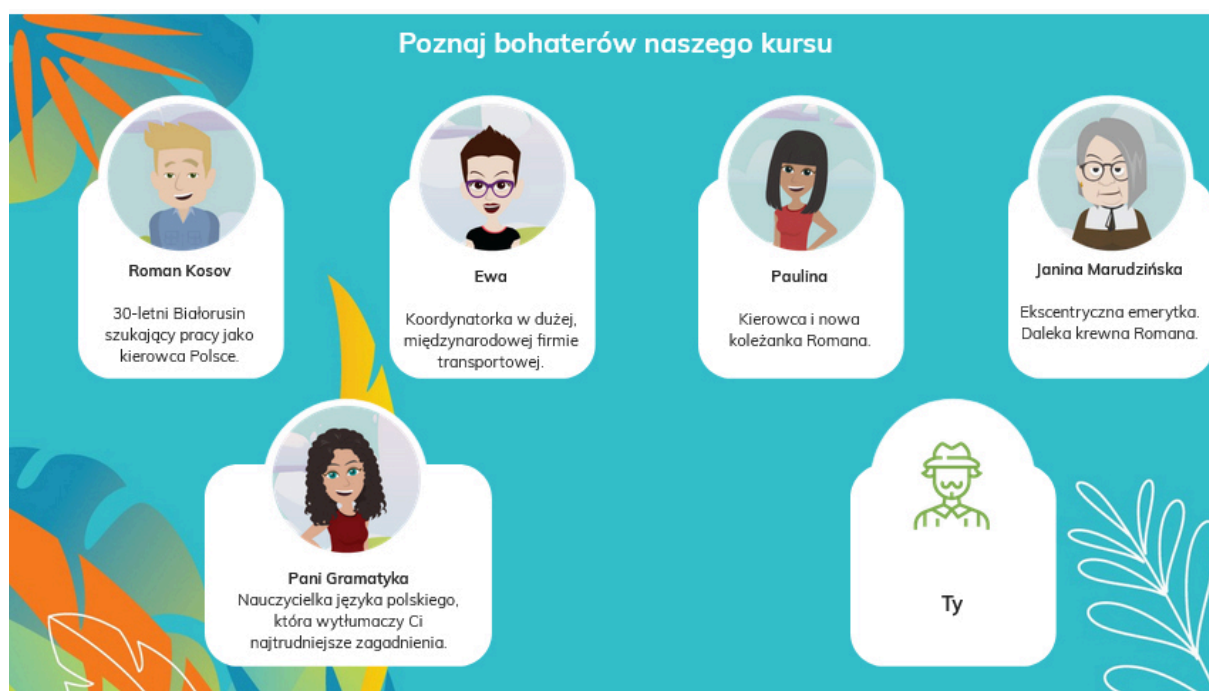 Poznaj bohaterów naszego kursu
Roman Kosov
30-letni Białorusin
szukający pracy jako
kierowca Polsce.
Ewa
Koordynatorka w dużej,
międzynarodowej firmie
transportowej.
Paulina
Kierowca i nowa
koleżanka Romana.
Janina Marudzińska
Ekscentryczna emerytka.
Daleka krewna Romana.
Pani Gramatyka
Nauczycielka języka polskiego,
która wytłumaczy Ci
najtrudniejsze zagadnienia.
Ty